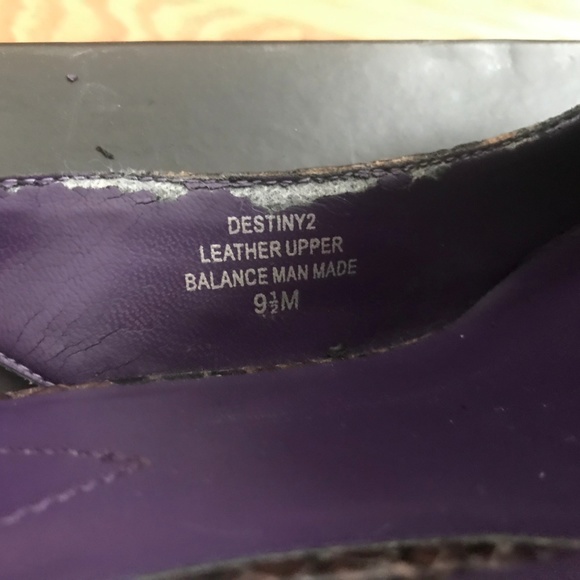 DESTINY2
LEATHER UPPER
BALANCE MAN MADE
9½M